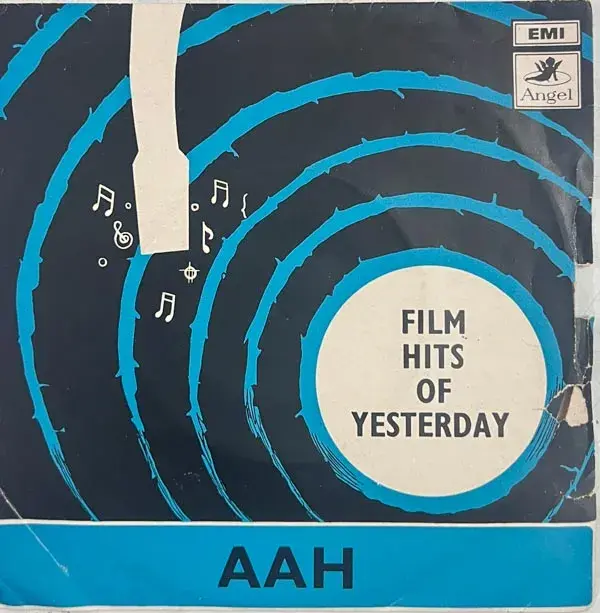 EMI
Angel
FILM
HITS
OF
YESTERDAY
AAH